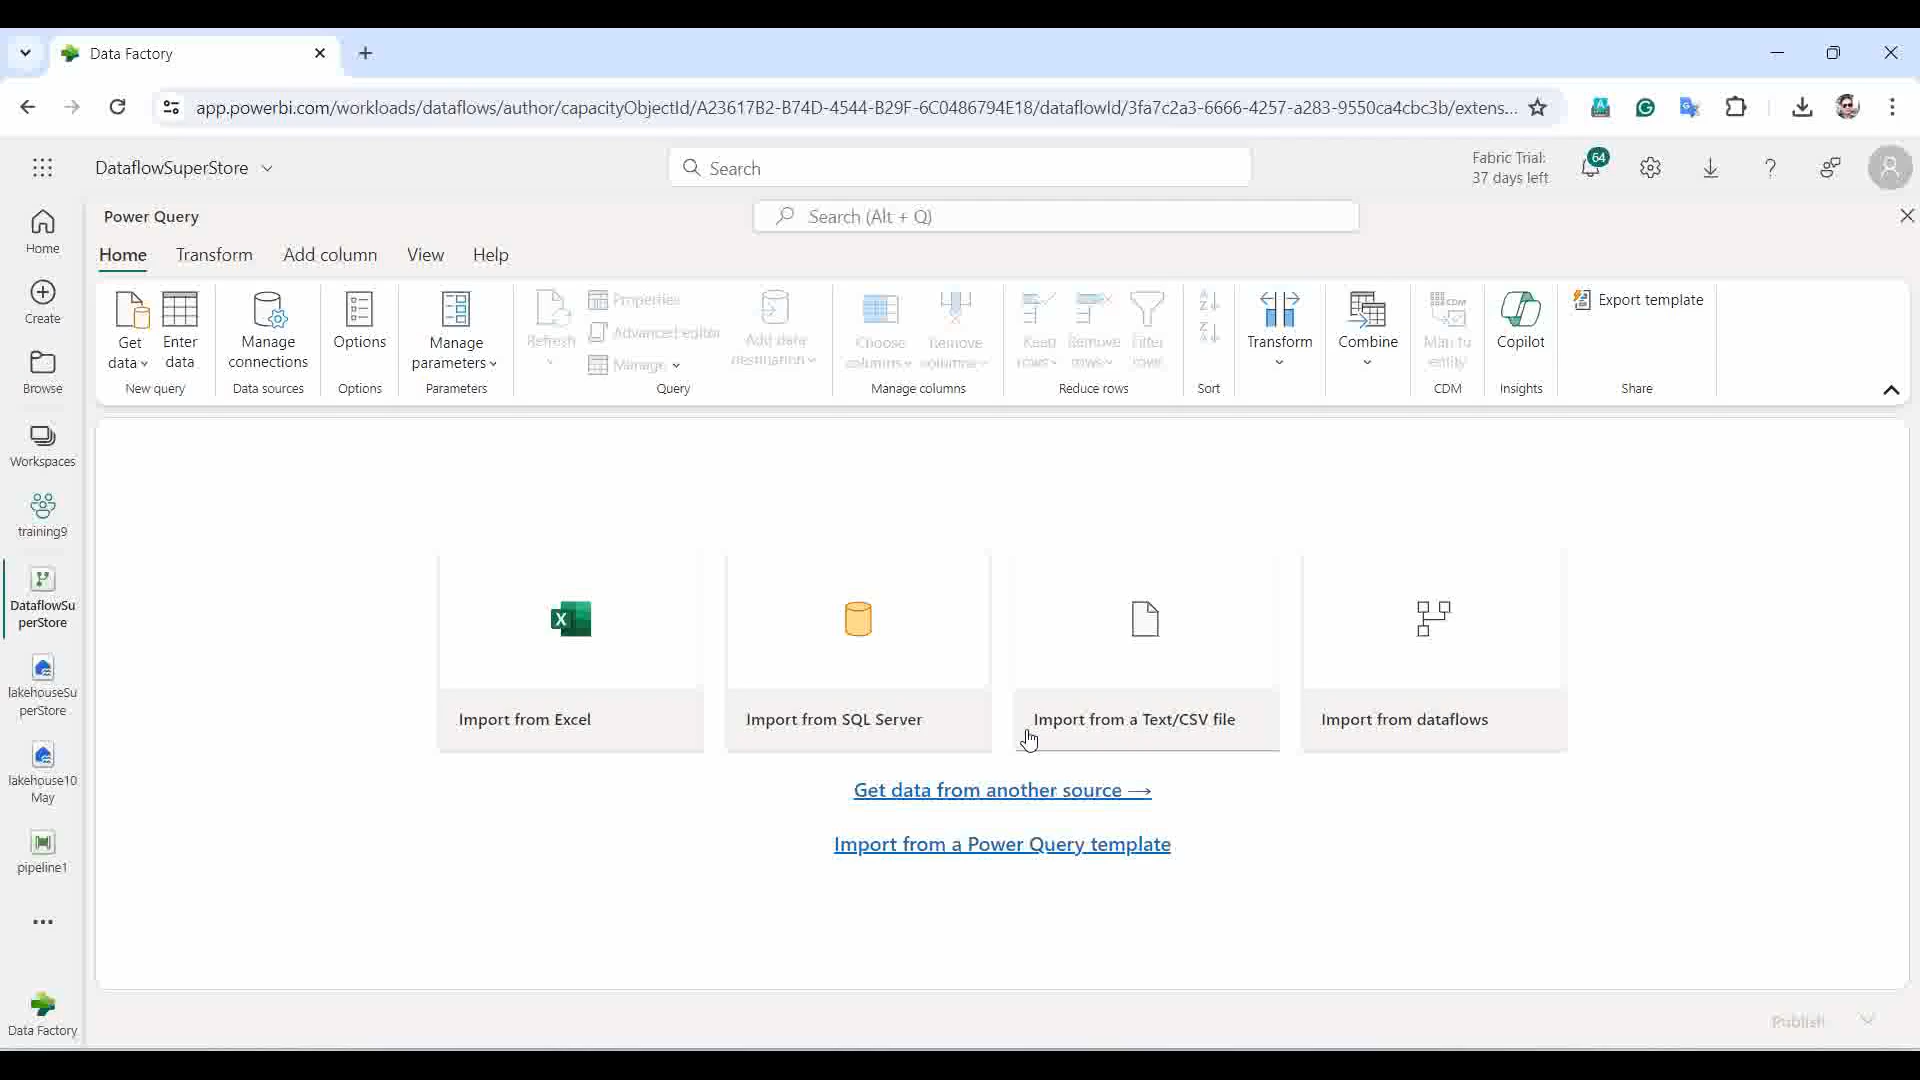 Data Factory
app.powerbi.com/workloads/dataflows/author/capacityObjectId/A23617B2-B74D-4544-B29F-6C0486794E18/dataflowId/3fa7c2a3-6666-4257-a283-9550ca4cbc3b/extens...
DataflowSuperStore
Search
Fabric Trial:
37 days left
64
Power Query
Search (Alt + Q)
Home Transform Add column View Help
Get data
Enter data
New query
Manage connections
Data sources
Options
Options
Manage parameters
Parameters
Refresh
Properties
Advanced editor
Manage
Add data destination
Query
Choose columns
Remove columns
Manage columns
Keep rows
Remove rows
Filter rows
Reduce rows
Sort
Transform
Combine
CDM
Map to entity
CDM
Copilot
Insights
Export template
Share
Home
Create
Browse
Workspaces
training9
DataflowSu
perStore
lakehouseSu
perStore
lakehouse10
May
pipeline1
Data Factory
Import from Excel
Import from SQL Server
Import from a Text/CSV file
Import from dataflows
Get data from another source →
Import from a Power Query template
Publish